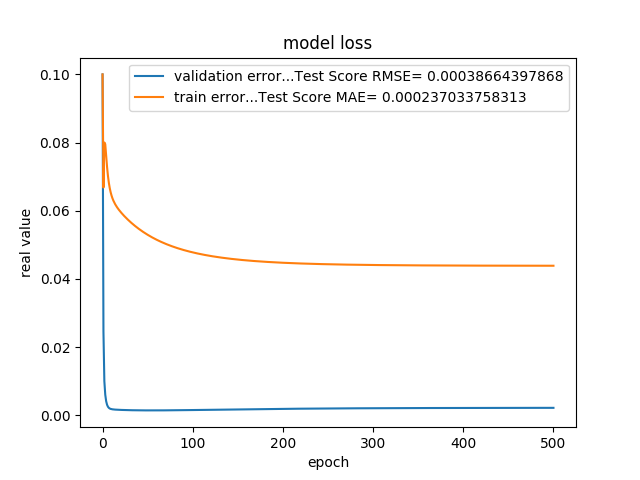 model loss
validation error...Test Score RMSE= 0.00038664397868
train error...Test Score MAE= 0.000237033758313
0.10
0.08
0.06
0.04
0.02
0.00
real value
0 100 200 300 400 500
epoch